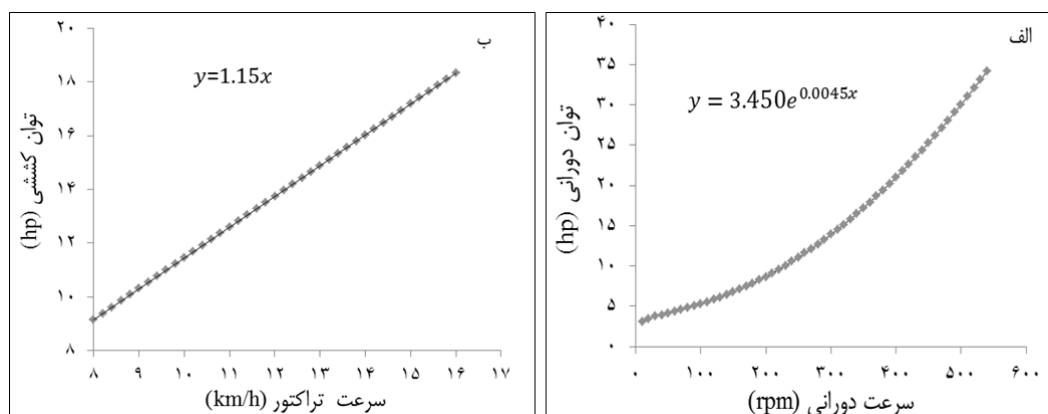 الف
y = 3.450e^{0.0045x}
توان دورانی (hp)
۳۵
۳۰
۲۵
۲۰
۱۵
۱۰
۵
۰
۰ ۱۰۰ ۲۰۰ ۳۰۰ ۴۰۰ ۵۰۰ ۶۰۰
سرعت دورانی (rpm)
ب
y=1.15x
توان کششی (hp)
۲۰
۱۸
۱۶
۱۴
۱۲
۱۰
۸
۸ ۹ ۱۰ ۱۱ ۱۲ ۱۳ ۱۴ ۱۵ ۱۶ ۱۷
سرعت تراکتور (km/h)